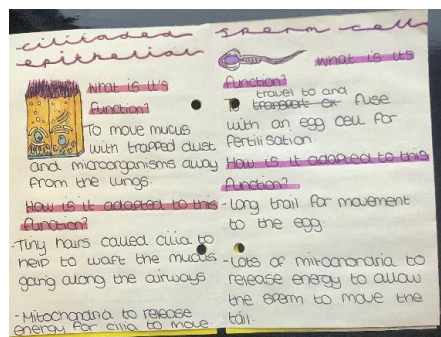 ciliated
epithelial
what is it's
function?
To move mucus
with trapped dust
and microorganisms away
from the lungs.
How is it adapted to this
function?
-Tiny hairs called cilia to
help to waft the mucus
going along the airways.
-Mitochondria to release
energy for cilia to move.
sperm cell
what is its
function?
travel to and
To transport ex fuse
with an egg cell for
fertilisation.
How is it adapted to this
function?
-Long trail for movement
to the egg.
-Lots of mitochondria to
release energy to allow
the sperm to move the
tail.